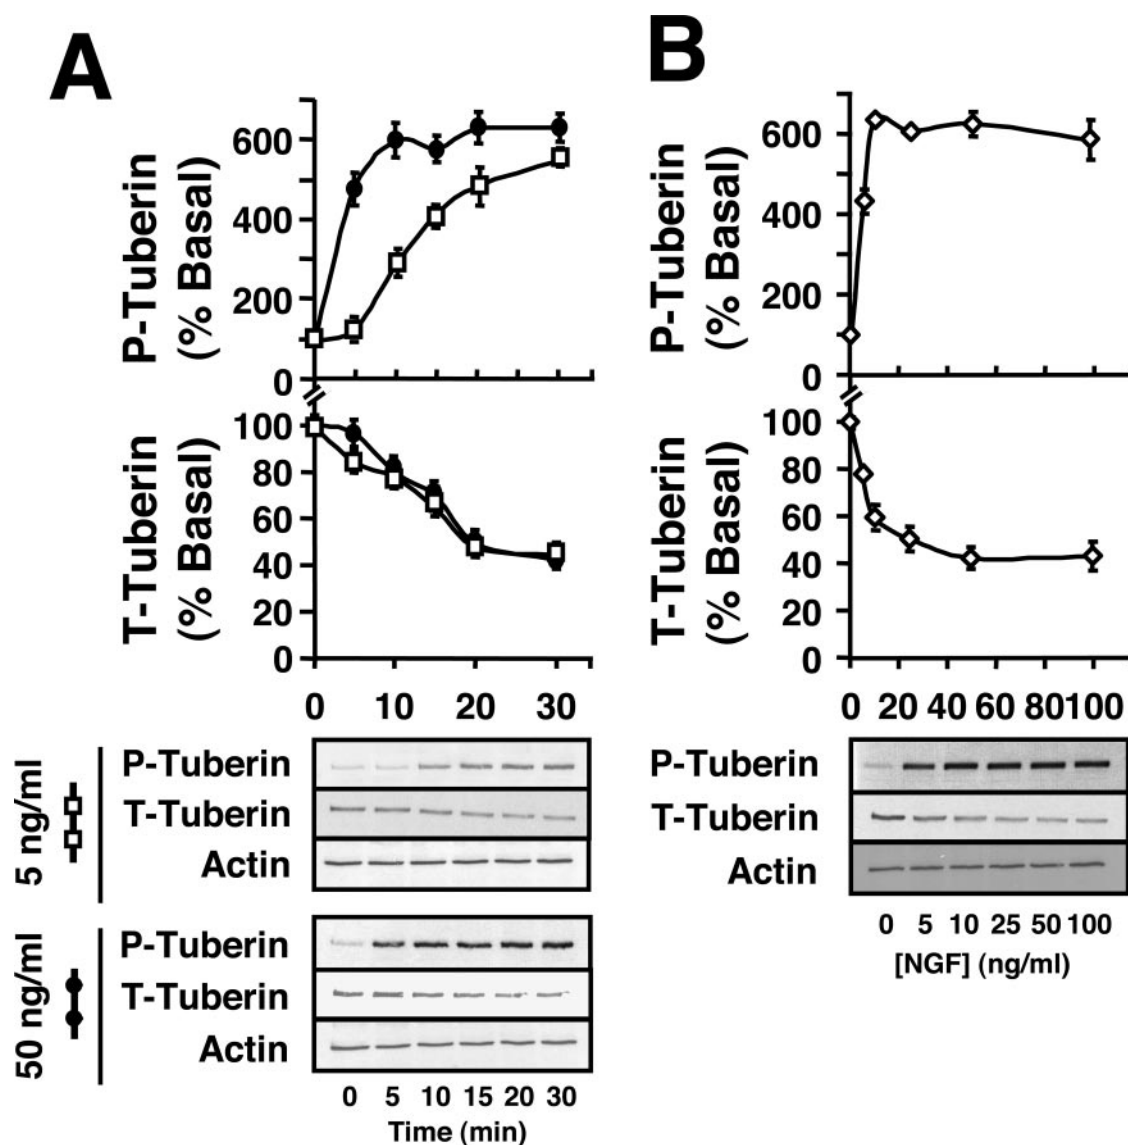 A
P-Tuberin
(% Basal)
600
400
200
0
T-Tuberin
(% Basal)
100
80
60
40
20
0
0 10 20 30
5 ng/ml
P-Tuberin
T-Tuberin
Actin
50 ng/ml
P-Tuberin
T-Tuberin
Actin
0 5 10 15 20 30
Time (min)
B
P-Tuberin
(% Basal)
600
400
200
0
T-Tuberin
(% Basal)
100
80
60
40
20
0
0 20 40 60 80 100
P-Tuberin
T-Tuberin
Actin
0 5 10 25 50 100
[NGF] (ng/ml)